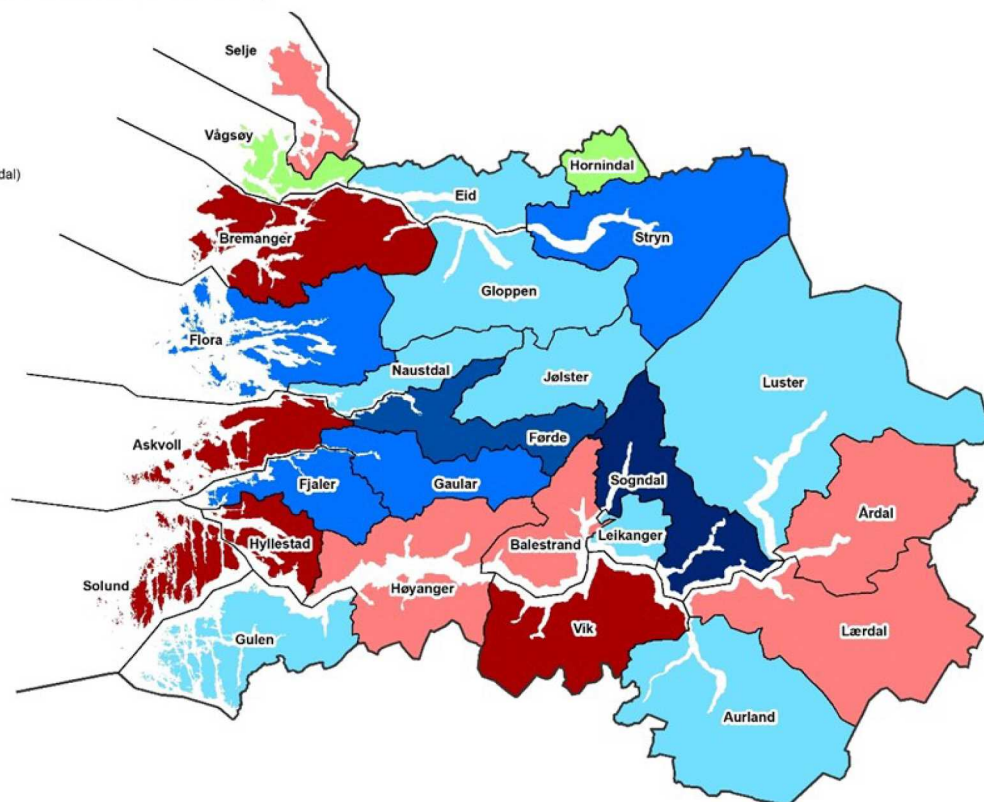 Selje
Vågsøy
Hornindal
dal)
Eid
Bremanger
Stryn
Gloppen
Flora
Naustdal
Jølster
Luster
Askvoll
Førde
Fjaler
Gaular
Sogndal
Årdal
Hyllestad
Leikanger
Balestrand
Solund
Høyanger
Gulen
Vik
Lærdal
Aurland